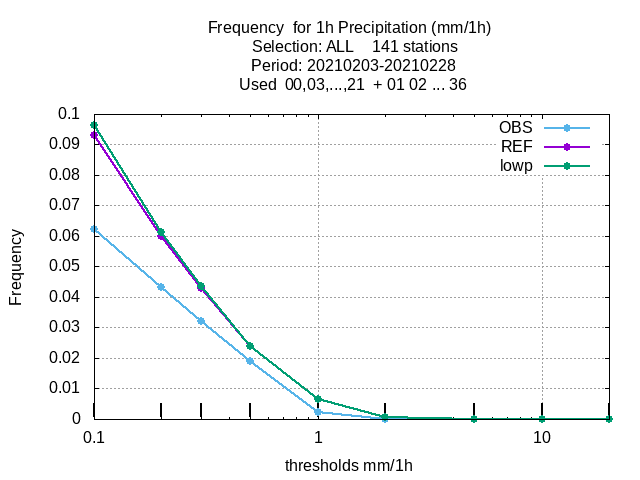 Frequency  for 1h Precipitation (mm/1h)
Selection: ALL    141 stations
Period: 20210203-20210228
Used  00,03,...,21  + 01 02 ... 36
OBS
REF
lowp
Frequency
0.1
0.09
0.08
0.07
0.06
0.05
0.04
0.03
0.02
0.01
0
0.1
1
10
thresholds mm/1h